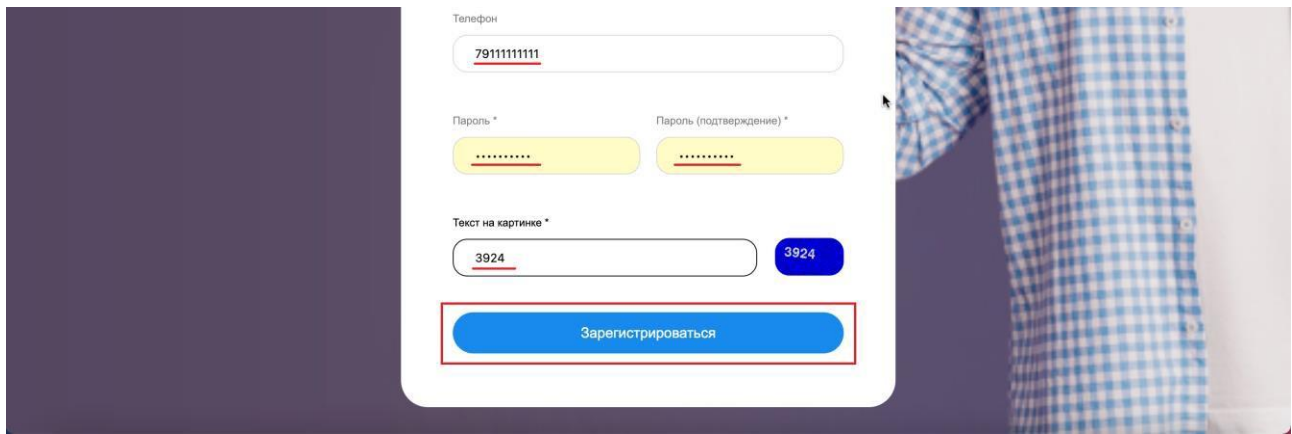 Телефон
79111111111
Пароль * Пароль (подтверждение) *
•••••••••• ••••••••••
Текст на картинке *
3924 3924
Зарегистрироваться